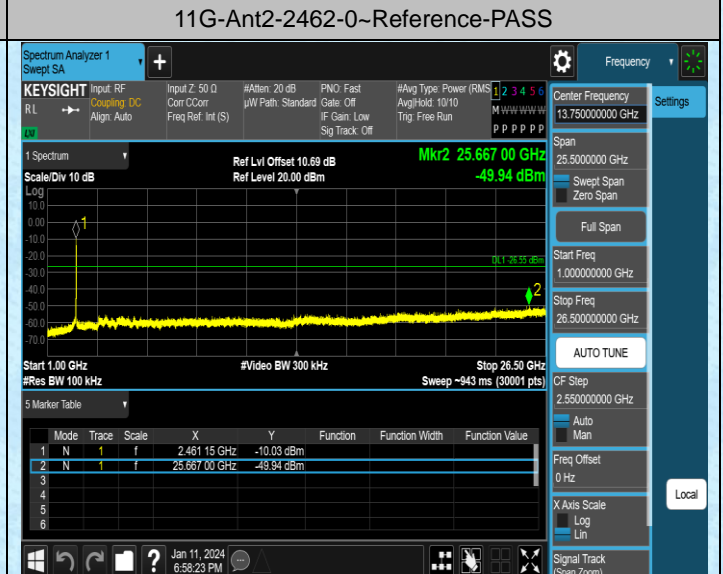 11G-Ant2-2462-0~Reference-PASS
Spectrum Analyzer 1
Swept SA
+
Frequency
KEYSIGHT
RL
Input: RF
Coupling: DC
Align: Auto
Input Z: 50 Ω
Corr CCorr
Freq Ref: Int (S)
#Atten: 20 dB
µW Path: Standard
PNO: Fast
Gate: Off
IF Gain: Low
Sig Track: Off
#Avg Type: Power (RMS
Avg|Hold: 10/10
Trig: Free Run
1 2 3 4 5 6
M W W W W W
P P P P P P
1 Spectrum
Scale/Div 10 dB
Ref Lvl Offset 10.69 dB
Ref Level 20.00 dBm
Mkr2 25.667 00 GHz
-49.94 dBm
Log
10.0
0.00
-10.0
-20.0
-30.0
-40.0
-50.0
-60.0
-70.0
1
DL1 -26.55 dBm
2
Start 1.00 GHz
#Res BW 100 kHz
#Video BW 300 kHz
Stop 26.50 GHz
Sweep ~943 ms (30001 pts)
5 Marker Table
Mode Trace Scale X Y Function Function Width Function Value
1 N 1 f 2.461 15 GHz -10.03 dBm
2 N 1 f 25.667 00 GHz -49.94 dBm
3
4
5
6
Jan 11, 2024
6:58:23 PM
?
Center Frequency
13.750000000 GHz
Span
25.5000000 GHz
Swept Span
Zero Span
Full Span
Start Freq
1.000000000 GHz
Stop Freq
26.500000000 GHz
AUTO TUNE
CF Step
2.550000000 GHz
Auto
Man
Freq Offset
0 Hz
X Axis Scale
Log
Lin
Signal Track
(Span Zoom)
Settings
Local